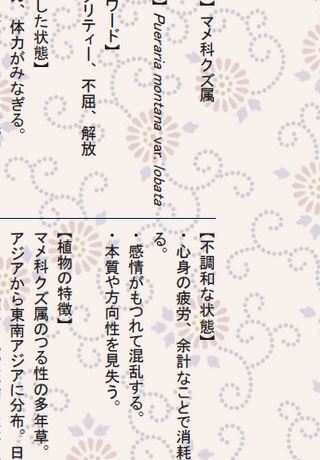 】 マメ科クズ属
】 Pueraria montana var. lobata
ワード】
リティー、不屈、解放
した状態】
、体力がみなぎる。
【不調和な状態】
・心身の疲労、余計なことで消耗
る。
・感情がもつれて混乱する。
・本質や方向性を見失う。
【植物の特徴】
マメ科クズ属のつる性の多年草。
アジアから東南アジアに分布。日